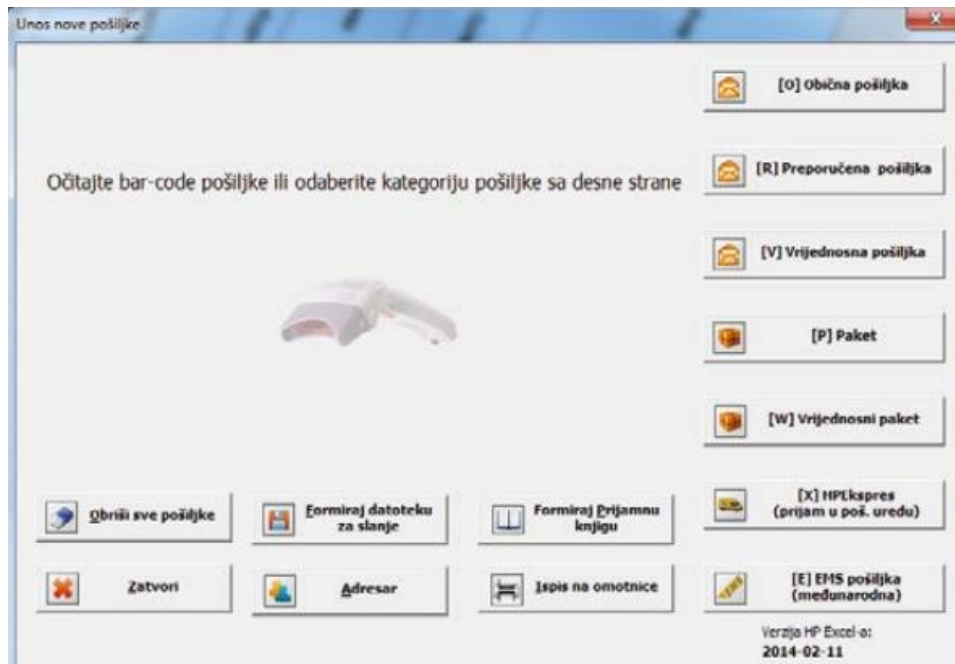 Unos nove pošiljke
[O] Obična pošiljka
Očitajte bar-code pošiljke ili odaberite kategoriju pošiljke sa desne strane
[R] Preporučena pošiljka
[V] Vrijednosna pošiljka
[P] Paket
[W] Vrijednosni paket
Obriši sve pošiljke
Formiraj datoteku
za slanje
Formiraj Prijamnu
knjigu
[X] HPEkspres
(prijam u poš. uredu)
Zatvori
Adresar
Ispis na omotnice
[E] EMS pošiljka
(međunarodna)
Verzija HP Excel-a:
2014-02-11